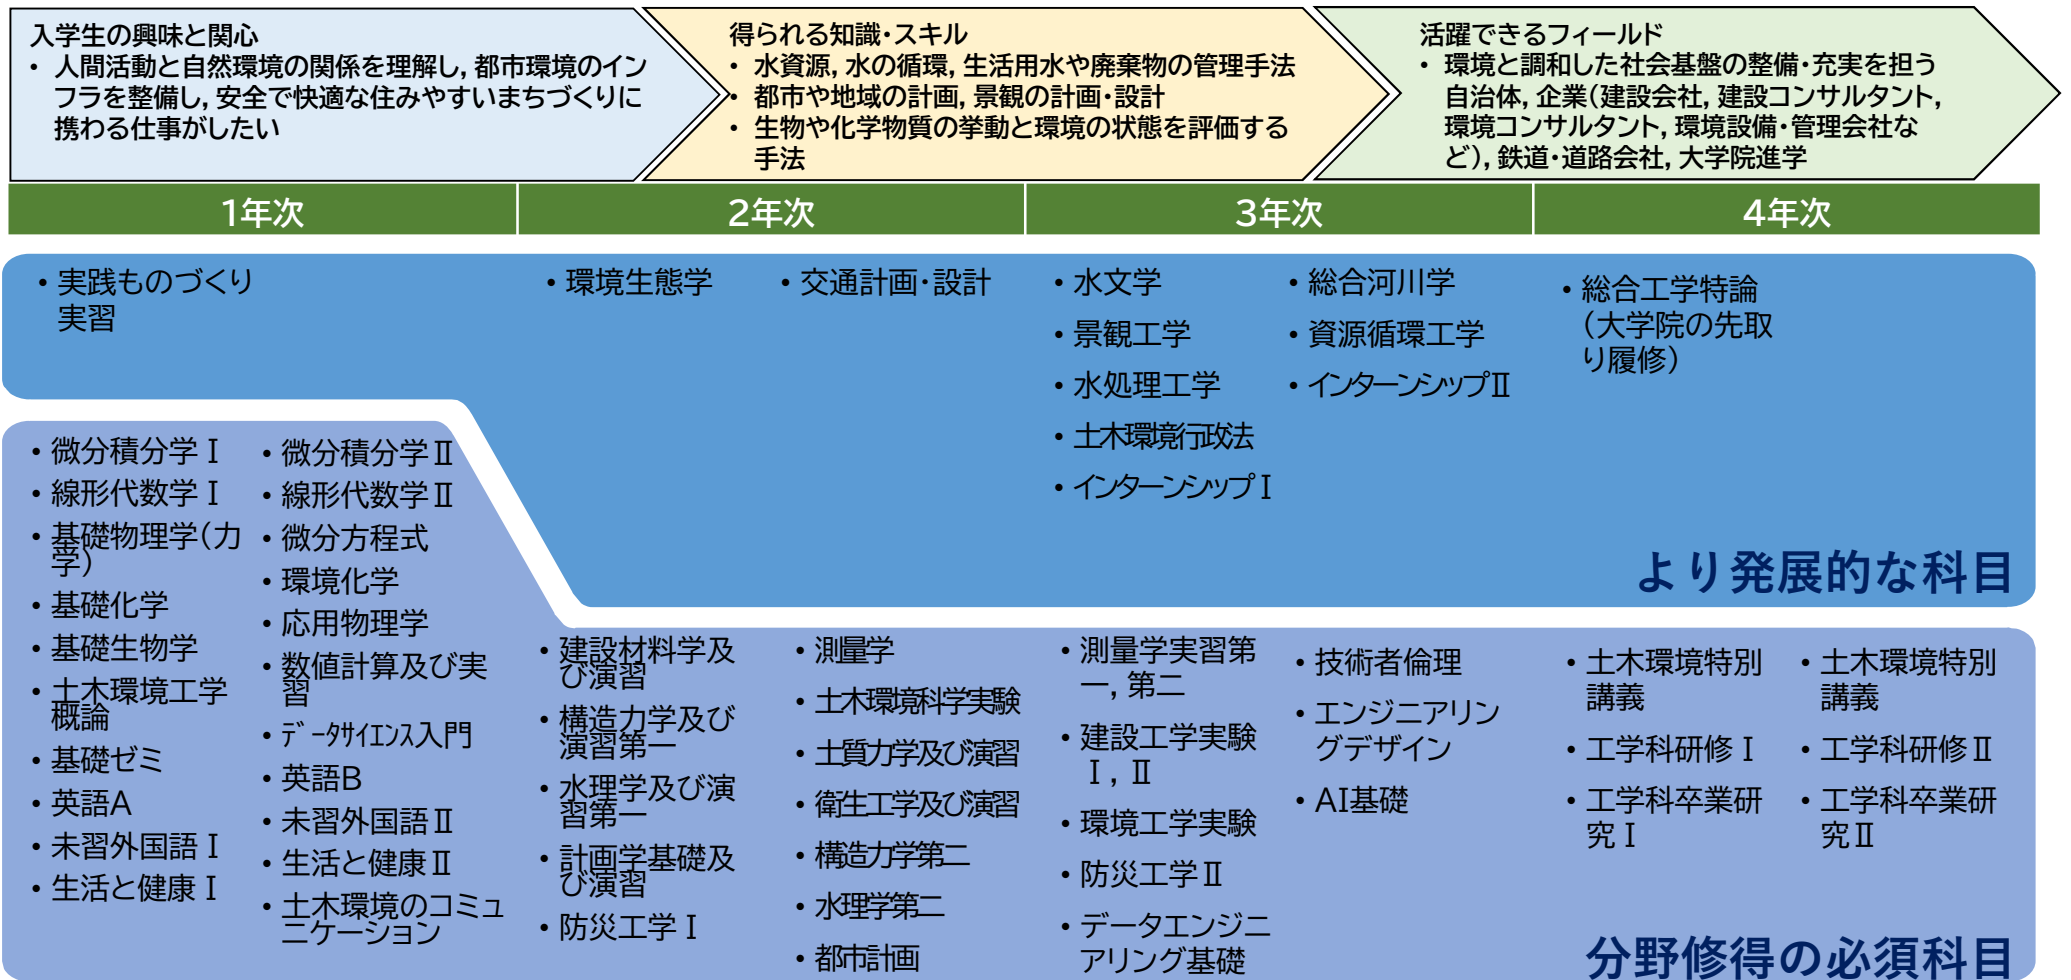 入学生の興味と関心
• 人間活動と自然環境の関係を理解し，都市環境のイン
フラを整備し，安全で快適な住みやすいまちづくりに
携わる仕事がしたい
得られる知識・スキル
• 水資源，水の循環，生活用水や廃棄物の管理手法
• 都市や地域の計画，景観の計画・設計
• 生物や化学物質の挙動と環境の状態を評価する
手法
活躍できるフィールド
• 環境と調和した社会基盤の整備・充実を担う
自治体，企業（建設会社，建設コンサルタント，
環境コンサルタント，環境設備・管理会社な
ど），鉄道・道路会社，大学院進学
1年次
2年次
3年次
4年次
• 実践ものづくり
実習
• 環境生態学
• 交通計画・設計
• 水文学
• 景観工学
• 水処理工学
• 土木環境行政法
• インターンシップⅠ
• 総合河川学
• 資源循環工学
• インターンシップⅡ
• 総合工学特論
（大学院の先取
り履修）
より発展的な科目
• 微分積分学Ⅰ
• 線形代数学Ⅰ
• 基礎物理学（力
学）
• 基礎化学
• 基礎生物学
• 土木環境工学
概論
• 基礎ゼミ
• 英語A
• 未習外国語Ⅰ
• 生活と健康Ⅰ
• 微分積分学Ⅱ
• 線形代数学Ⅱ
• 微分方程式
• 環境化学
• 応用物理学
• 数値計算及び実
習
• ﾃﾞｰﾀｻｲｴﾝｽ入門
• 英語B
• 未習外国語Ⅱ
• 生活と健康Ⅱ
• 土木環境のコミュ
ニケーション
• 建設材料学及
び演習
• 構造力学及び
演習第一
• 水理学及び演
習第一
• 計画学基礎及
び演習
• 防災工学Ⅰ
• 測量学
• 土木環境科学実験
• 土質力学及び演習
• 衛生工学及び演習
• 構造力学第二
• 水理学第二
• 都市計画
• 測量学実習第
一，第二
• 建設工学実験
Ⅰ，Ⅱ
• 環境工学実験
• 防災工学Ⅱ
• データエンジニ
アリング基礎
• 技術者倫理
• エンジニアリン
グデザイン
• AI基礎
• 土木環境特別
講義
• 工学科研修Ⅰ
• 工学科卒業研
究Ⅰ
• 土木環境特別
講義
• 工学科研修Ⅱ
• 工学科卒業研
究Ⅱ
分野修得の必須科目